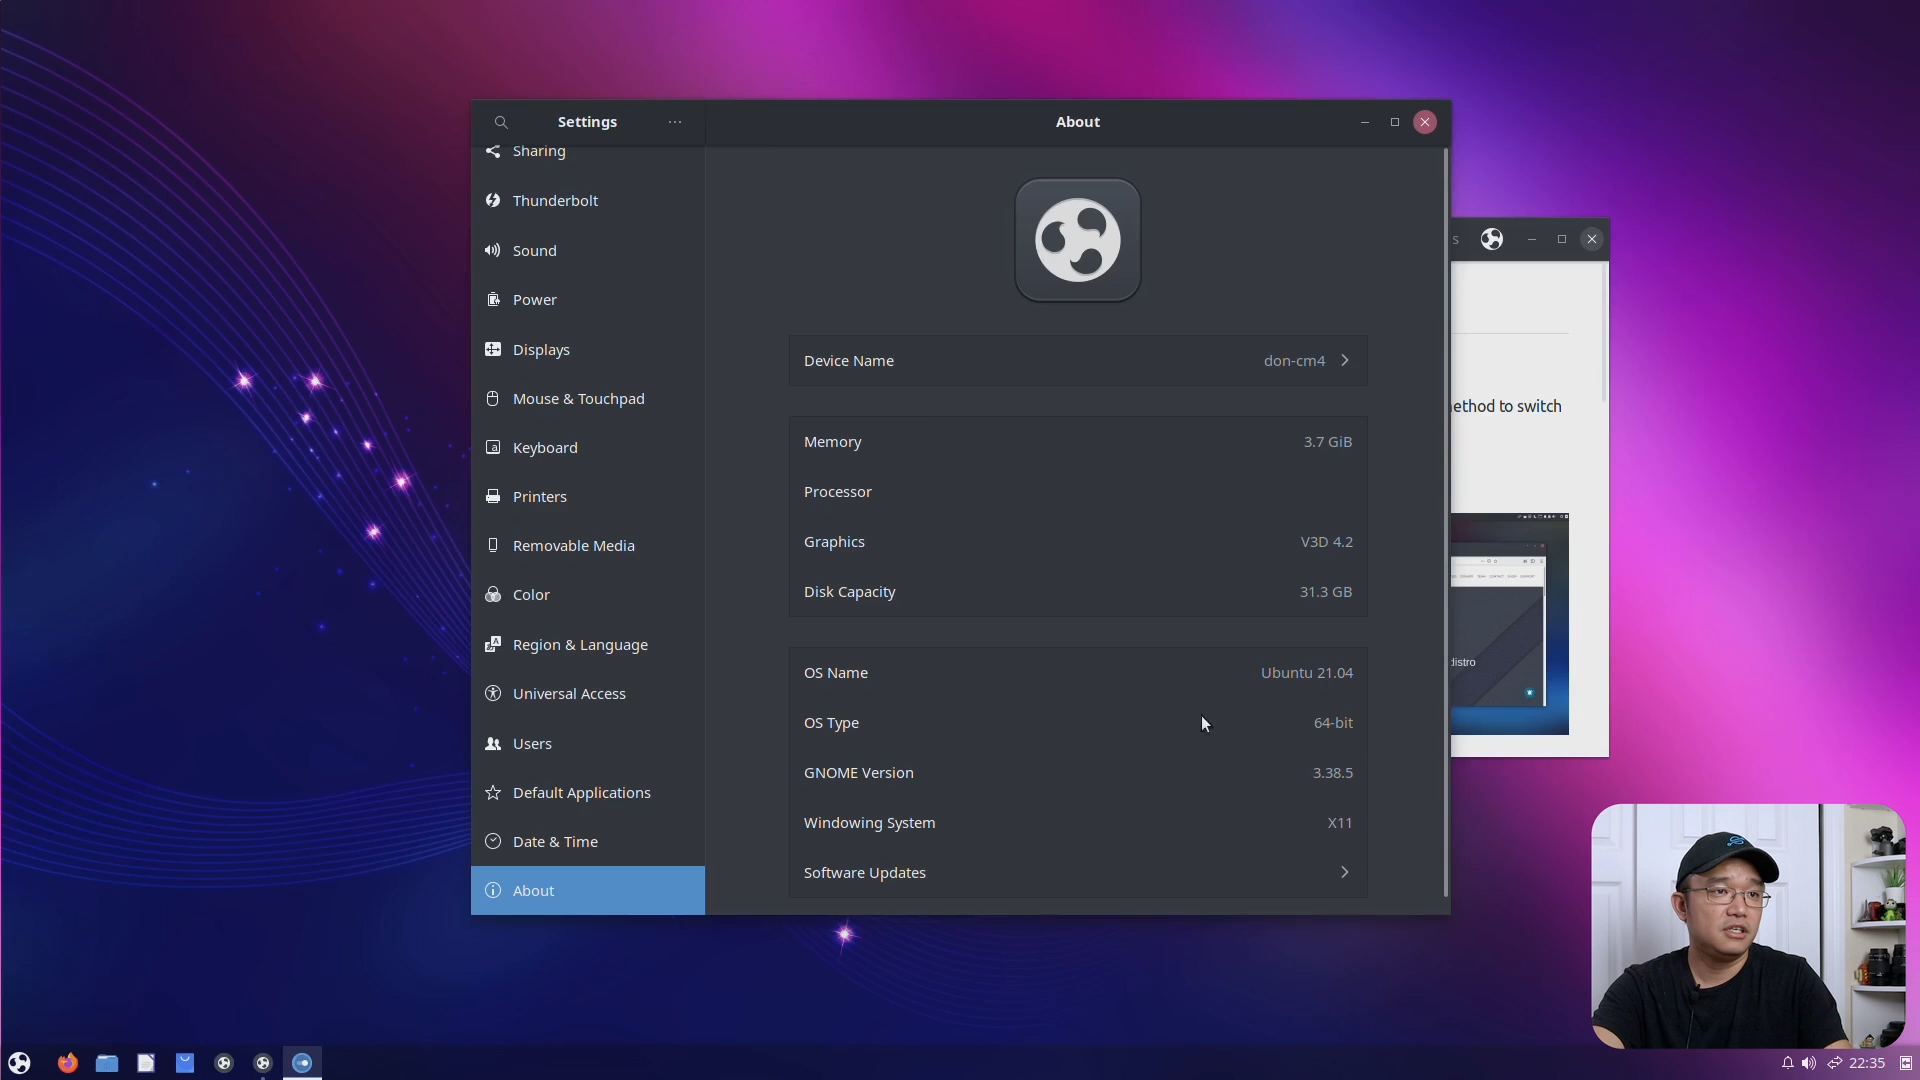 Settings
About
Sharing
Thunderbolt
Sound
Power
Displays
Mouse & Touchpad
Keyboard
Printers
Removable Media
Color
Region & Language
Universal Access
Users
Default Applications
Date & Time
About
Device Name don-cm4
Memory 3.7 GiB
Processor
Graphics V3D 4.2
Disk Capacity 31.3 GB
OS Name Ubuntu 21.04
OS Type 64-bit
GNOME Version 3.38.5
Windowing System X11
Software Updates
s
ethod to switch
distro
22:35